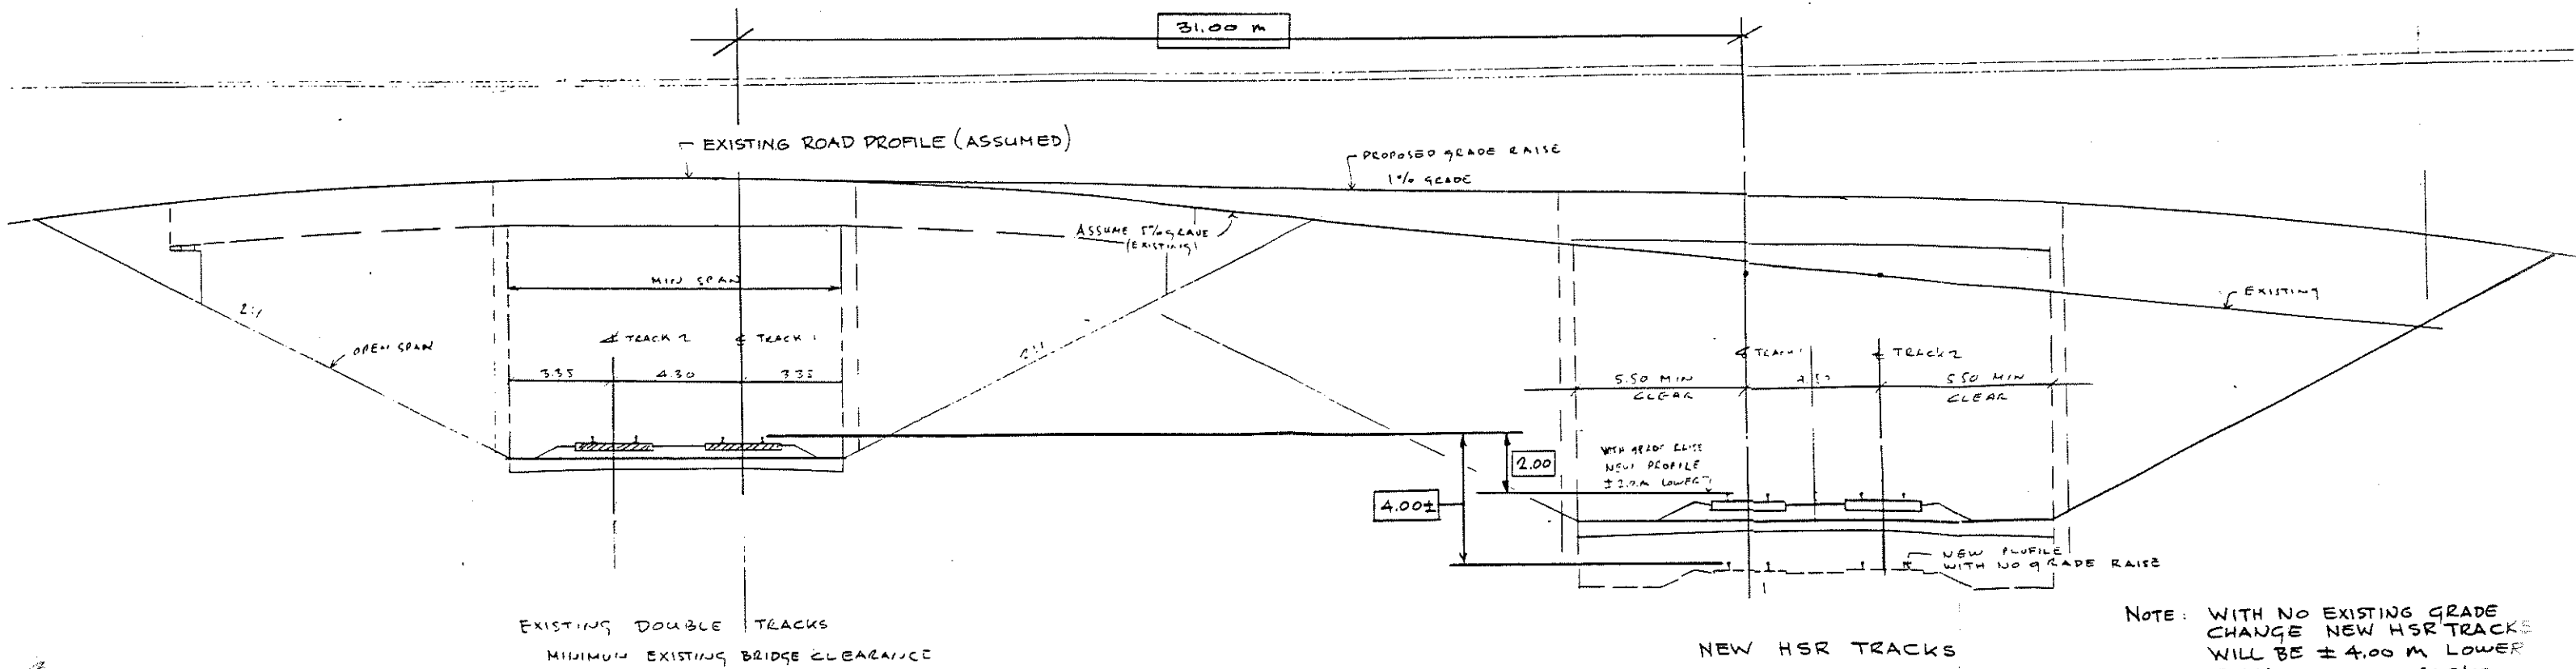 31.00 m
EXISTING ROAD PROFILE (ASSUMED)
PROPOSED GRADE RAISE
1% GRADE
ASSUME 5% GRADE
(EXISTING)
MIN SPAN
EXISTING
2:1
OPEN SPAN
TRACK 2
TRACK 1
2:1
TRACK 1
TRACK 2
3.35
4.30
3.35
5.50 MIN
CLEAR
5.50 MIN
CLEAR
WITH GRADE RAISE
NEW PROFILE
± 2.0 M LOWER
2.00
4.00±
NEW PROFILE
WITH NO GRADE RAISE
EXISTING DOUBLE TRACKS
MINIMUM EXISTING BRIDGE CLEARANCE
NEW HSR TRACKS
NOTE: WITH NO EXISTING GRADE
CHANGE NEW HSR TRACKS
WILL BE ± 4.00 M LOWER